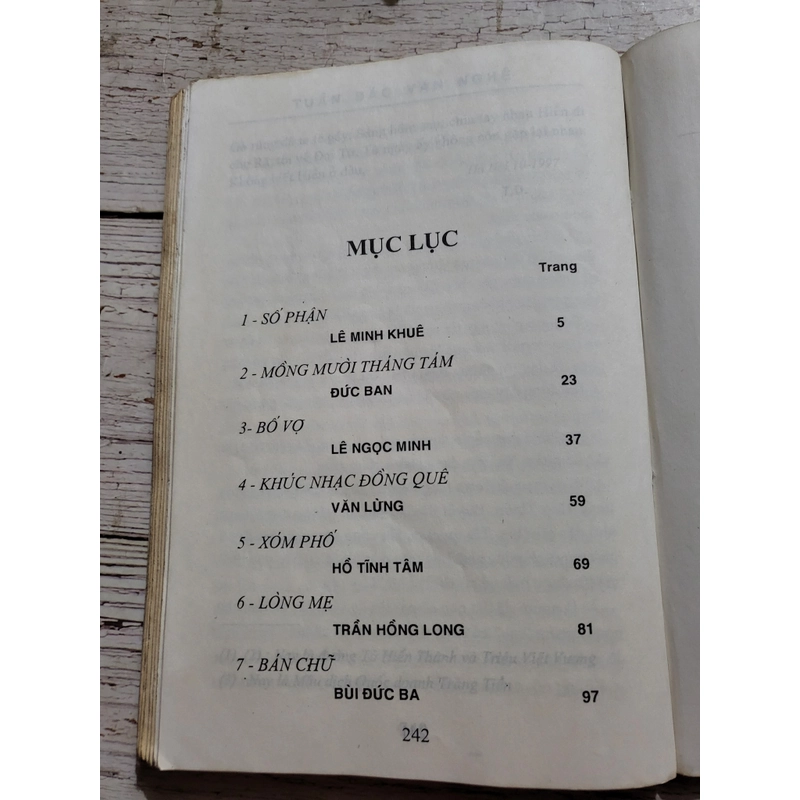 MỤC LỤC
Trang
1 - SỐ PHẬN
LÊ MINH KHUÊ 5
2 - MỒNG MƯỜI THÁNG TÁM
ĐỨC BAN 23
3- BỐ VỢ
LÊ NGỌC MINH 37
4 - KHÚC NHẠC ĐỒNG QUÊ
VĂN LỪNG 59
5 - XÓM PHỐ
HỒ TĨNH TÂM 69
6 - LÒNG MẸ
TRẦN HỒNG LONG 81
7 - BÁN CHỮ
BÙI ĐỨC BA 97
242